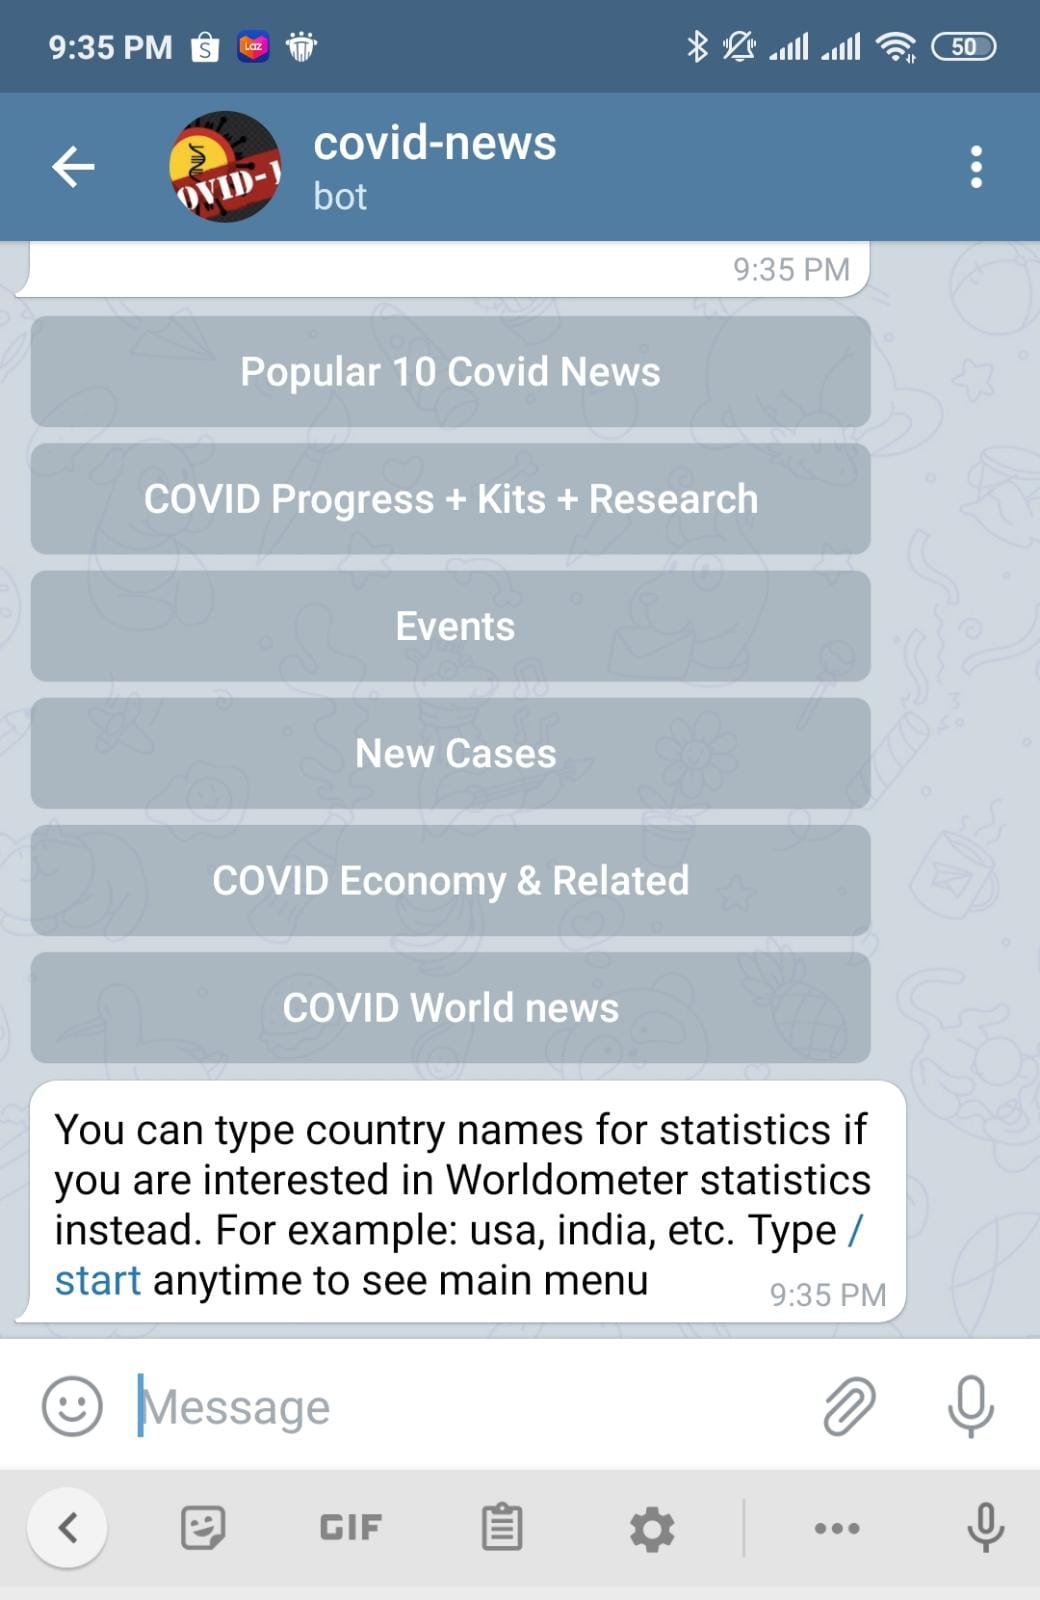 9:35 PM
50
covid-news
bot
9:35 PM
Popular 10 Covid News
COVID Progress + Kits + Research
Events
New Cases
COVID Economy & Related
COVID World news
You can type country names for statistics if
you are interested in Worldometer statistics
instead. For example: usa, india, etc. Type /
start anytime to see main menu
9:35 PM
Message
GIF